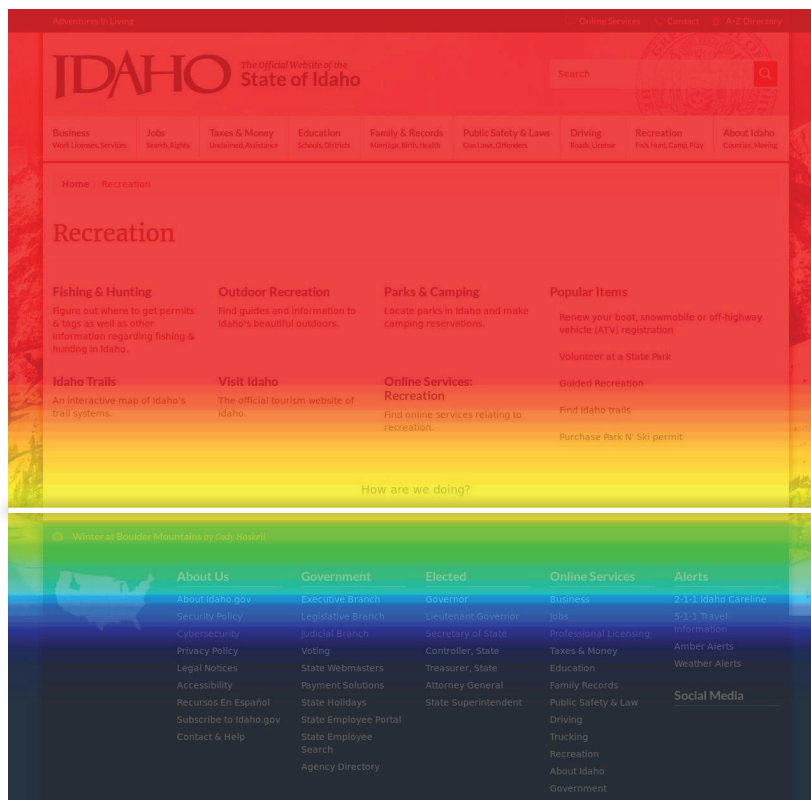 Adventures in Living
Online Services
Contact
A-Z Directory
IDAHO
The Official Website of the
State of Idaho
Search
Business
Work, Licenses, Services
Jobs
Search, Rights
Taxes & Money
Unclaimed, Assistance
Education
Schools, Districts
Family & Records
Marriage, Birth, Health
Public Safety & Laws
Gun Laws, Offenders
Driving
Roads, License
Recreation
Fish, Hunt, Camp, Play
About Idaho
Counties, Moving
Home / Recreation
Recreation
Fishing & Hunting
Figure out where to get permits
& tags as well as other
information regarding fishing &
hunting in Idaho.
Outdoor Recreation
Find guides and information to
Idaho's beautiful outdoors.
Parks & Camping
Locate parks in Idaho and make
camping reservations.
Idaho Trails
An interactive map of Idaho's
trail systems.
Visit Idaho
The official tourism website of
Idaho.
Online Services:
Recreation
Find online services relating to
recreation.
Popular Items
Renew your boat, snowmobile or off-highway
vehicle (ATV) registration
Volunteer at a State Park
Guided Recreation
Find Idaho trails
Purchase Park N' Ski permit
How are we doing?
Winter at Boulder Mountains by Cody Haskell
About Us
About Idaho.gov
Security Policy
Cybersecurity
Privacy Policy
Legal Notices
Accessibility
Recursos En Español
Subscribe to Idaho.gov
Contact & Help
Government
Executive Branch
Legislative Branch
Judicial Branch
Voting
State Webmasters
Payment Solutions
State Holidays
State Employee Portal
State Employee
Search
Agency Directory
Elected
Governor
Lieutenant Governor
Secretary of State
Controller, State
Treasurer, State
Attorney General
State Superintendent
Online Services
Business
Jobs
Professional Licensing
Taxes & Money
Education
Family Records
Public Safety & Law
Driving
Trucking
Recreation
About Idaho
Government
Alerts
2-1-1 Idaho Careline
5-1-1 Travel
Information
Amber Alerts
Weather Alerts
Social Media